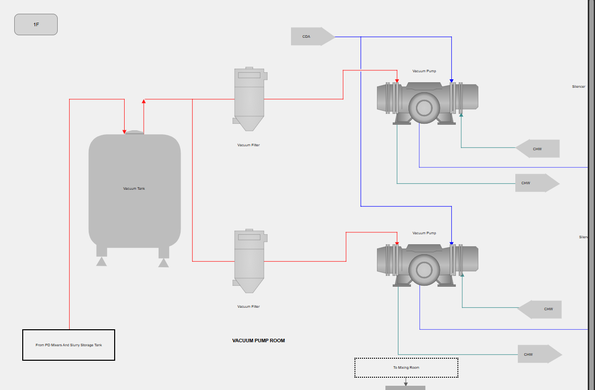 1F
CDA
Vacuum Pump
Silencer
Vacuum Filter
CHW
Vacuum Tank
CHW
Vacuum Pump
Vacuum Filter
CHW
VACUUM PUMP ROOM
From PD Mixers And Slurry Storage Tank
CHW
To Mixing Room